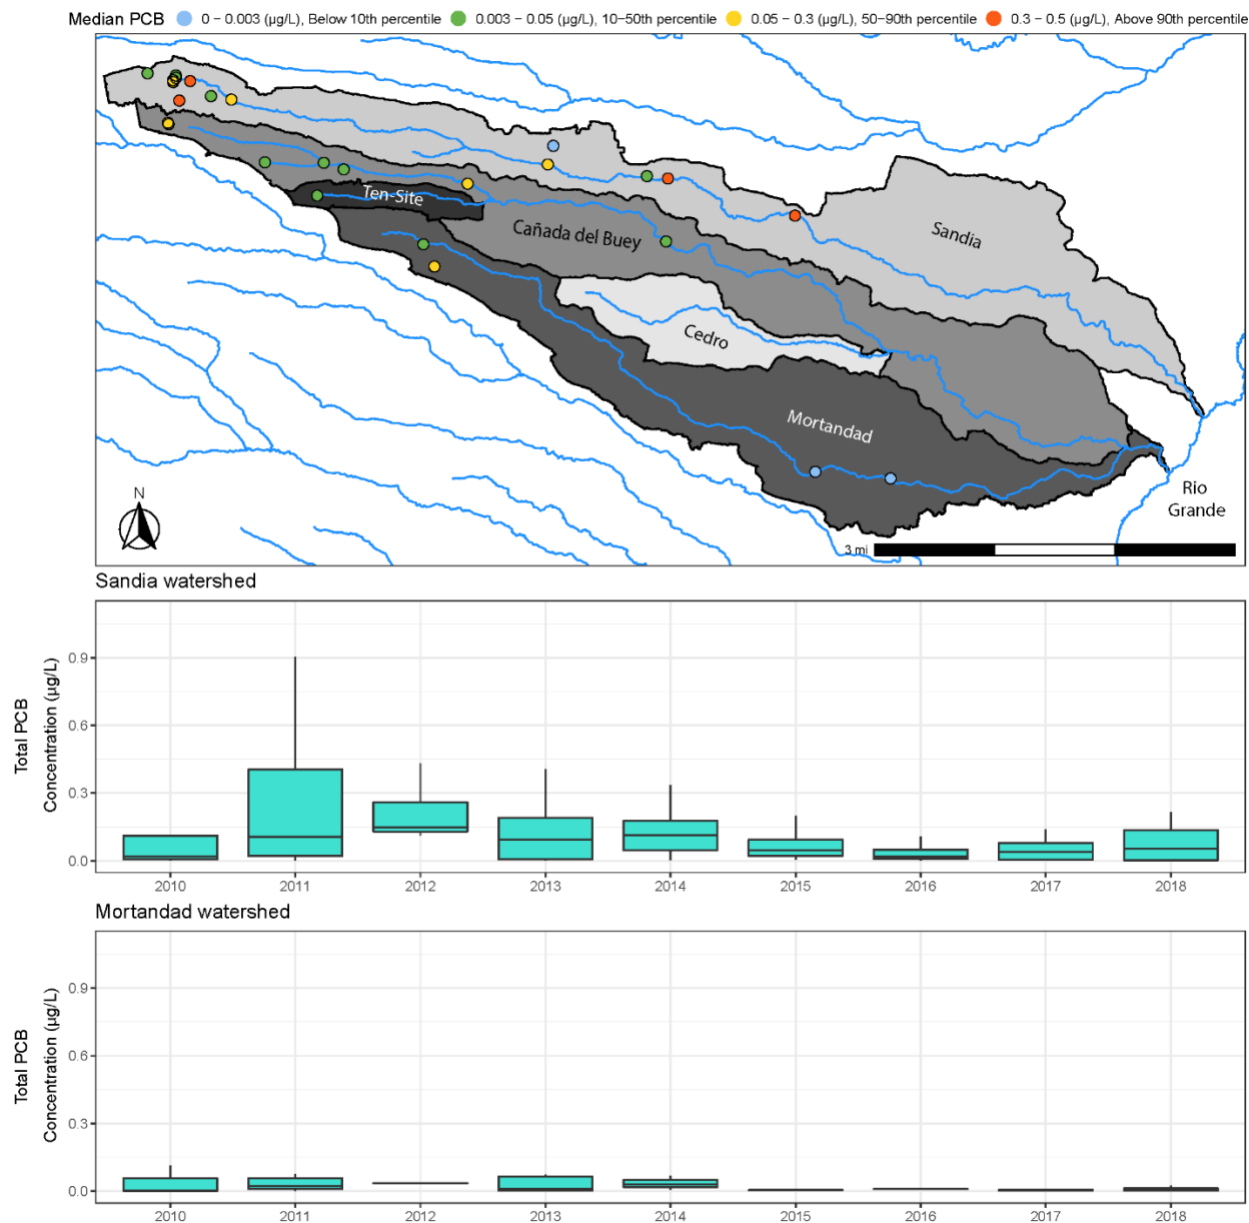 Median PCB 0 – 0.003 (µg/L), Below 10th percentile 0.003 – 0.05 (µg/L), 10–50th percentile 0.05 – 0.3 (µg/L), 50–90th percentile 0.3 – 0.5 (µg/L), Above 90th percentile
Ten-Site
Cañada del Buey
Sandia
Cedro
Mortandad
Rio
Grande
N
3 mi
Sandia watershed
Total PCB
Concentration (µg/L)
0.9
0.6
0.3
0.0
2010 2011 2012 2013 2014 2015 2016 2017 2018
Mortandad watershed
Total PCB
Concentration (µg/L)
0.9
0.6
0.3
0.0
2010 2011 2012 2013 2014 2015 2016 2017 2018